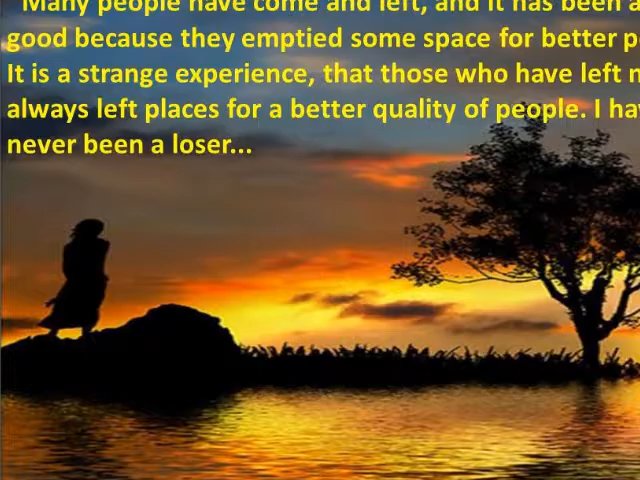 "Many people have come and left, and it has been a
good because they emptied some space for better p
It is a strange experience, that those who have left m
always left places for a better quality of people. I ha
never been a loser...